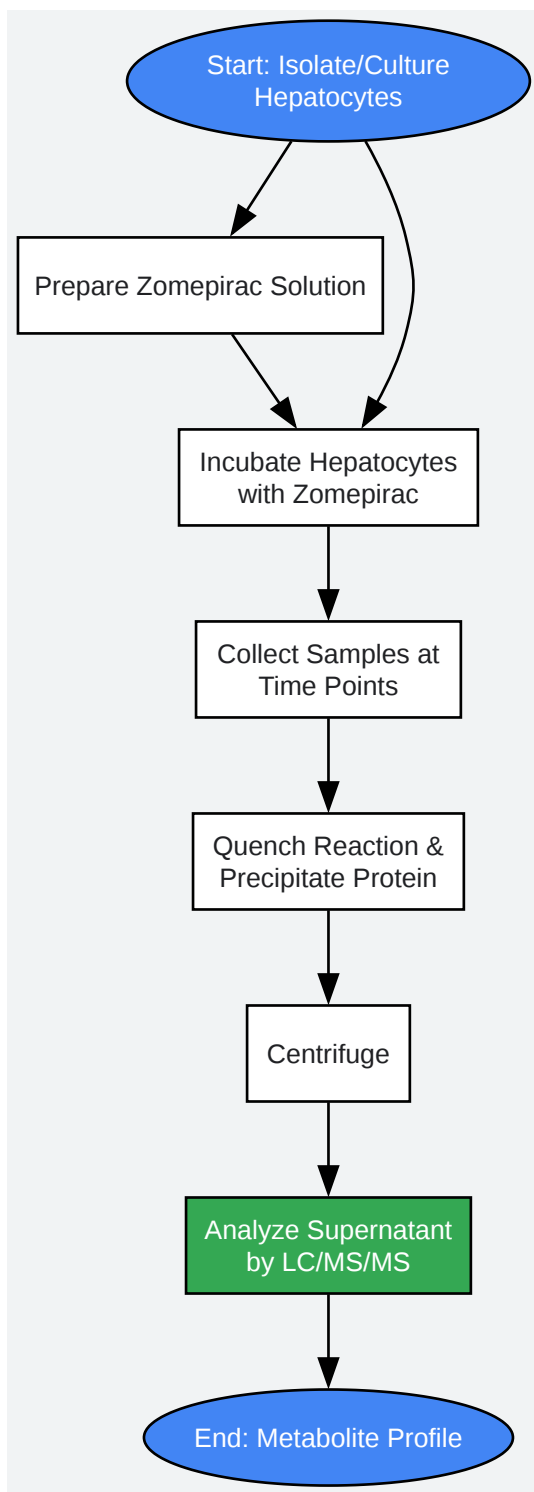 Start: Isolate/Culture
Hepatocytes
Prepare Zomepirac Solution
Incubate Hepatocytes
with Zomepirac
Collect Samples at
Time Points
Quench Reaction &
Precipitate Protein
Centrifuge
Analyze Supernatant
by LC/MS/MS
End: Metabolite Profile